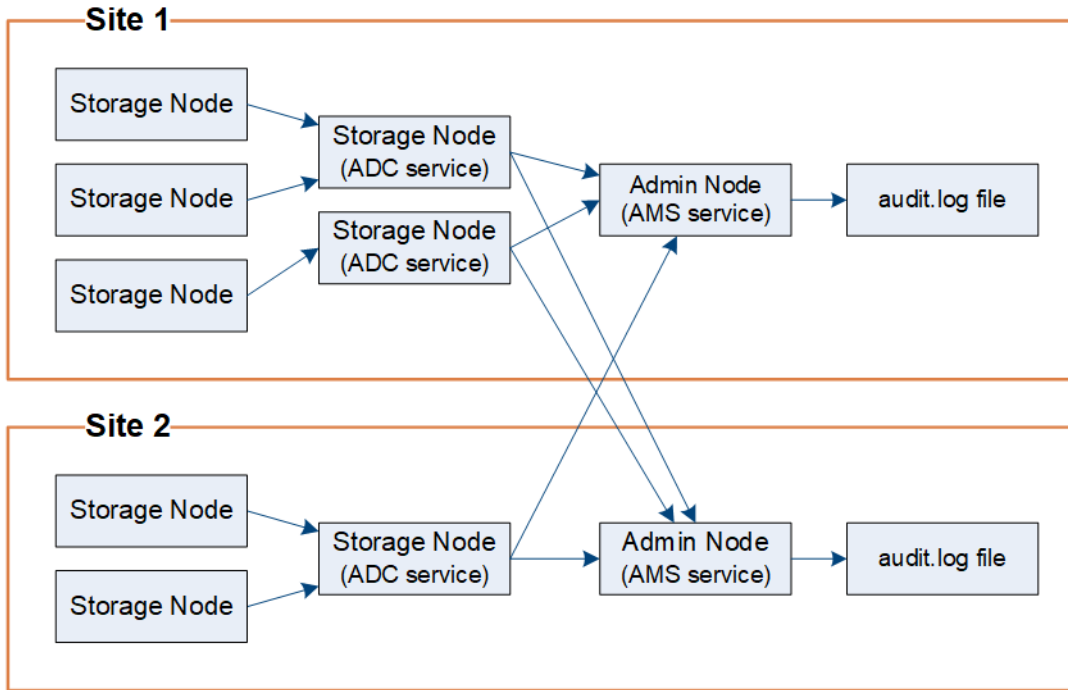 Site 1
Storage Node
Storage Node
Storage Node
Storage Node
(ADC service)
Storage Node
(ADC service)
Admin Node
(AMS service)
audit.log file
Site 2
Storage Node
Storage Node
Storage Node
(ADC service)
Admin Node
(AMS service)
audit.log file